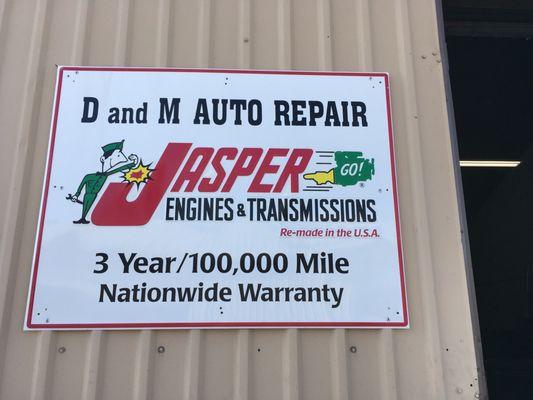 D and M AUTO REPAIR
JASPER GO!
ENGINES & TRANSMISSIONS
Re-made in the U.S.A.
3 Year/100,000 Mile
Nationwide Warranty